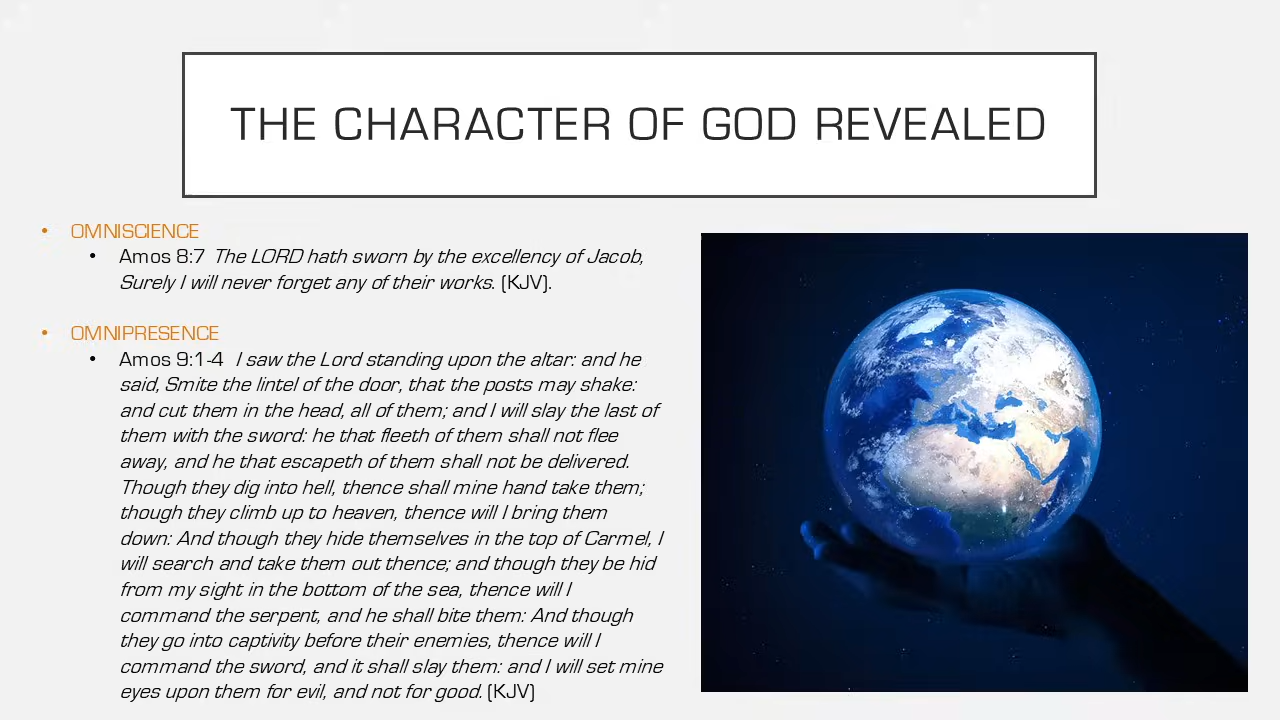 THE CHARACTER OF GOD REVEALED
• OMNISCIENCE
• Amos 8:7 The LORD hath sworn by the excellency of Jacob,
Surely I will never forget any of their works. (KJV).
• OMNIPRESENCE
• Amos 9:1-4 I saw the Lord standing upon the altar: and he
said, Smite the lintel of the door, that the posts may shake:
and cut them in the head, all of them; and I will slay the last of
them with the sword: he that fleeth of them shall not flee
away, and he that escapeth of them shall not be delivered.
Though they dig into hell, thence shall mine hand take them;
though they climb up to heaven, thence will I bring them
down: And though they hide themselves in the top of Carmel, I
will search and take them out thence; and though they be hid
from my sight in the bottom of the sea, thence will I
command the serpent, and he shall bite them: And though
they go into captivity before their enemies, thence will I
command the sword, and it shall slay them: and I will set mine
eyes upon them for evil, and not for good. (KJV)